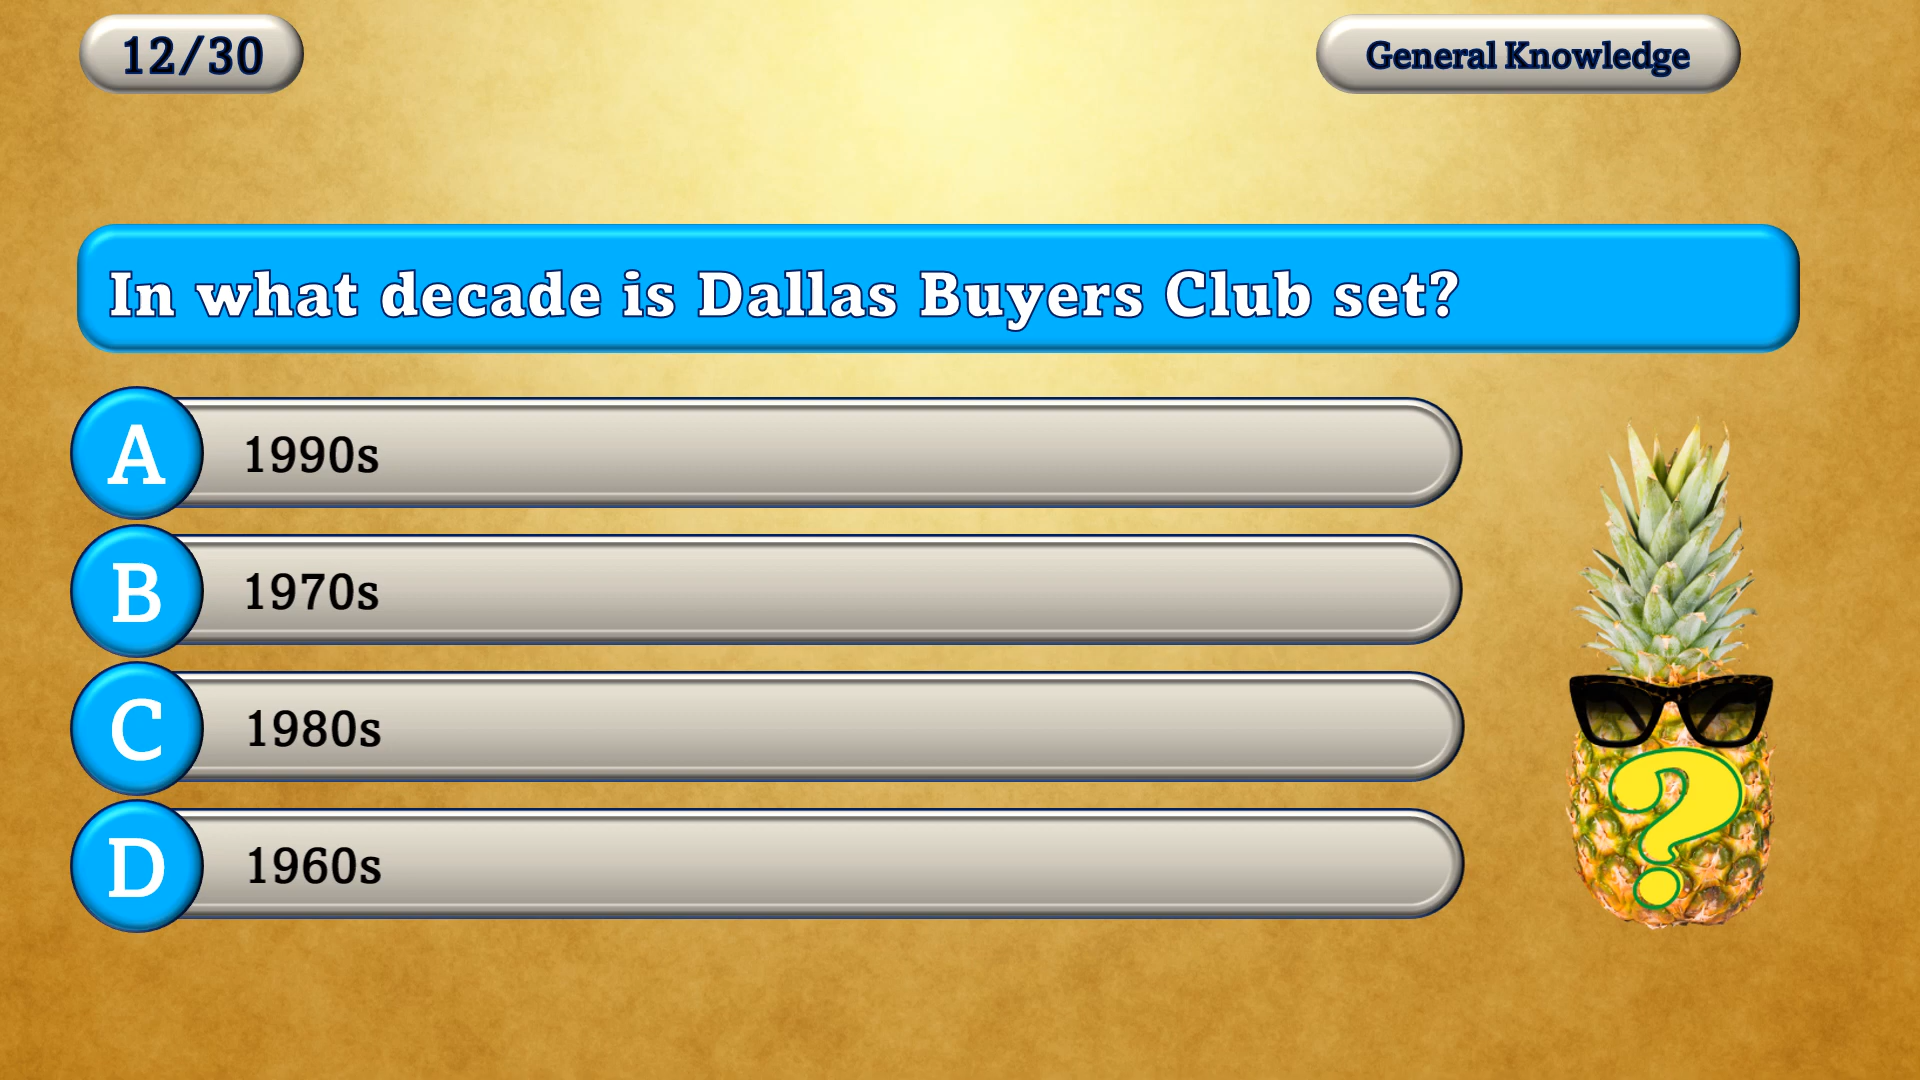 12/30
General Knowledge
In what decade is Dallas Buyers Club set?
A 1990s
B 1970s
C 1980s
D 1960s
?